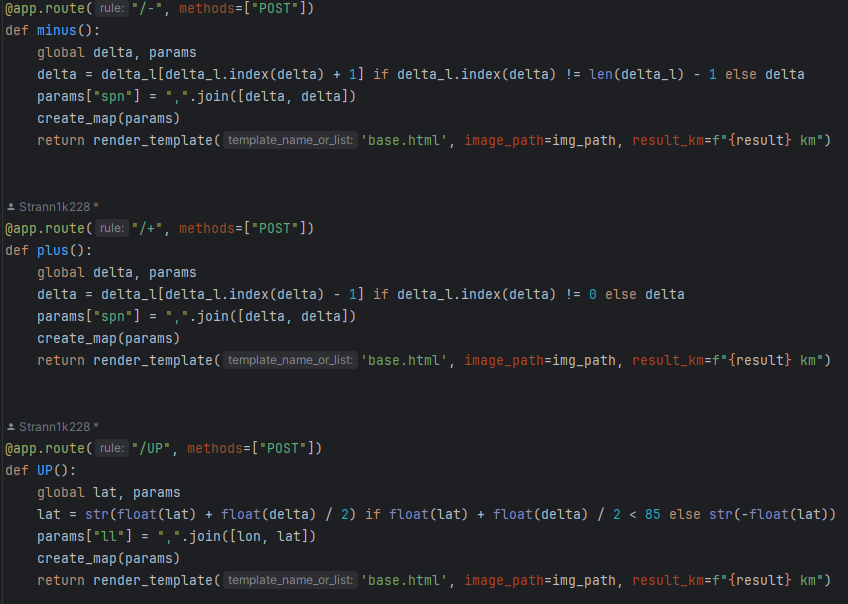 @app.route( rule: "/-", methods=["POST"])
def minus():
    global delta, params
    delta = delta_l[delta_l.index(delta) + 1] if delta_l.index(delta) != len(delta_l) - 1 else delta
    params["spn"] = ",".join([delta, delta])
    create_map(params)
    return render_template( template_name_or_list: 'base.html', image_path=img_path, result_km=f"{result} km")
Strann1k228 *
@app.route( rule: "/+", methods=["POST"])
def plus():
    global delta, params
    delta = delta_l[delta_l.index(delta) - 1] if delta_l.index(delta) != 0 else delta
    params["spn"] = ",".join([delta, delta])
    create_map(params)
    return render_template( template_name_or_list: 'base.html', image_path=img_path, result_km=f"{result} km")
Strann1k228 *
@app.route( rule: "/UP", methods=["POST"])
def UP():
    global lat, params
    lat = str(float(lat) + float(delta) / 2) if float(lat) + float(delta) / 2 < 85 else str(-float(lat))
    params["ll"] = ",".join([lon, lat])
    create_map(params)
    return render_template( template_name_or_list: 'base.html', image_path=img_path, result_km=f"{result} km")